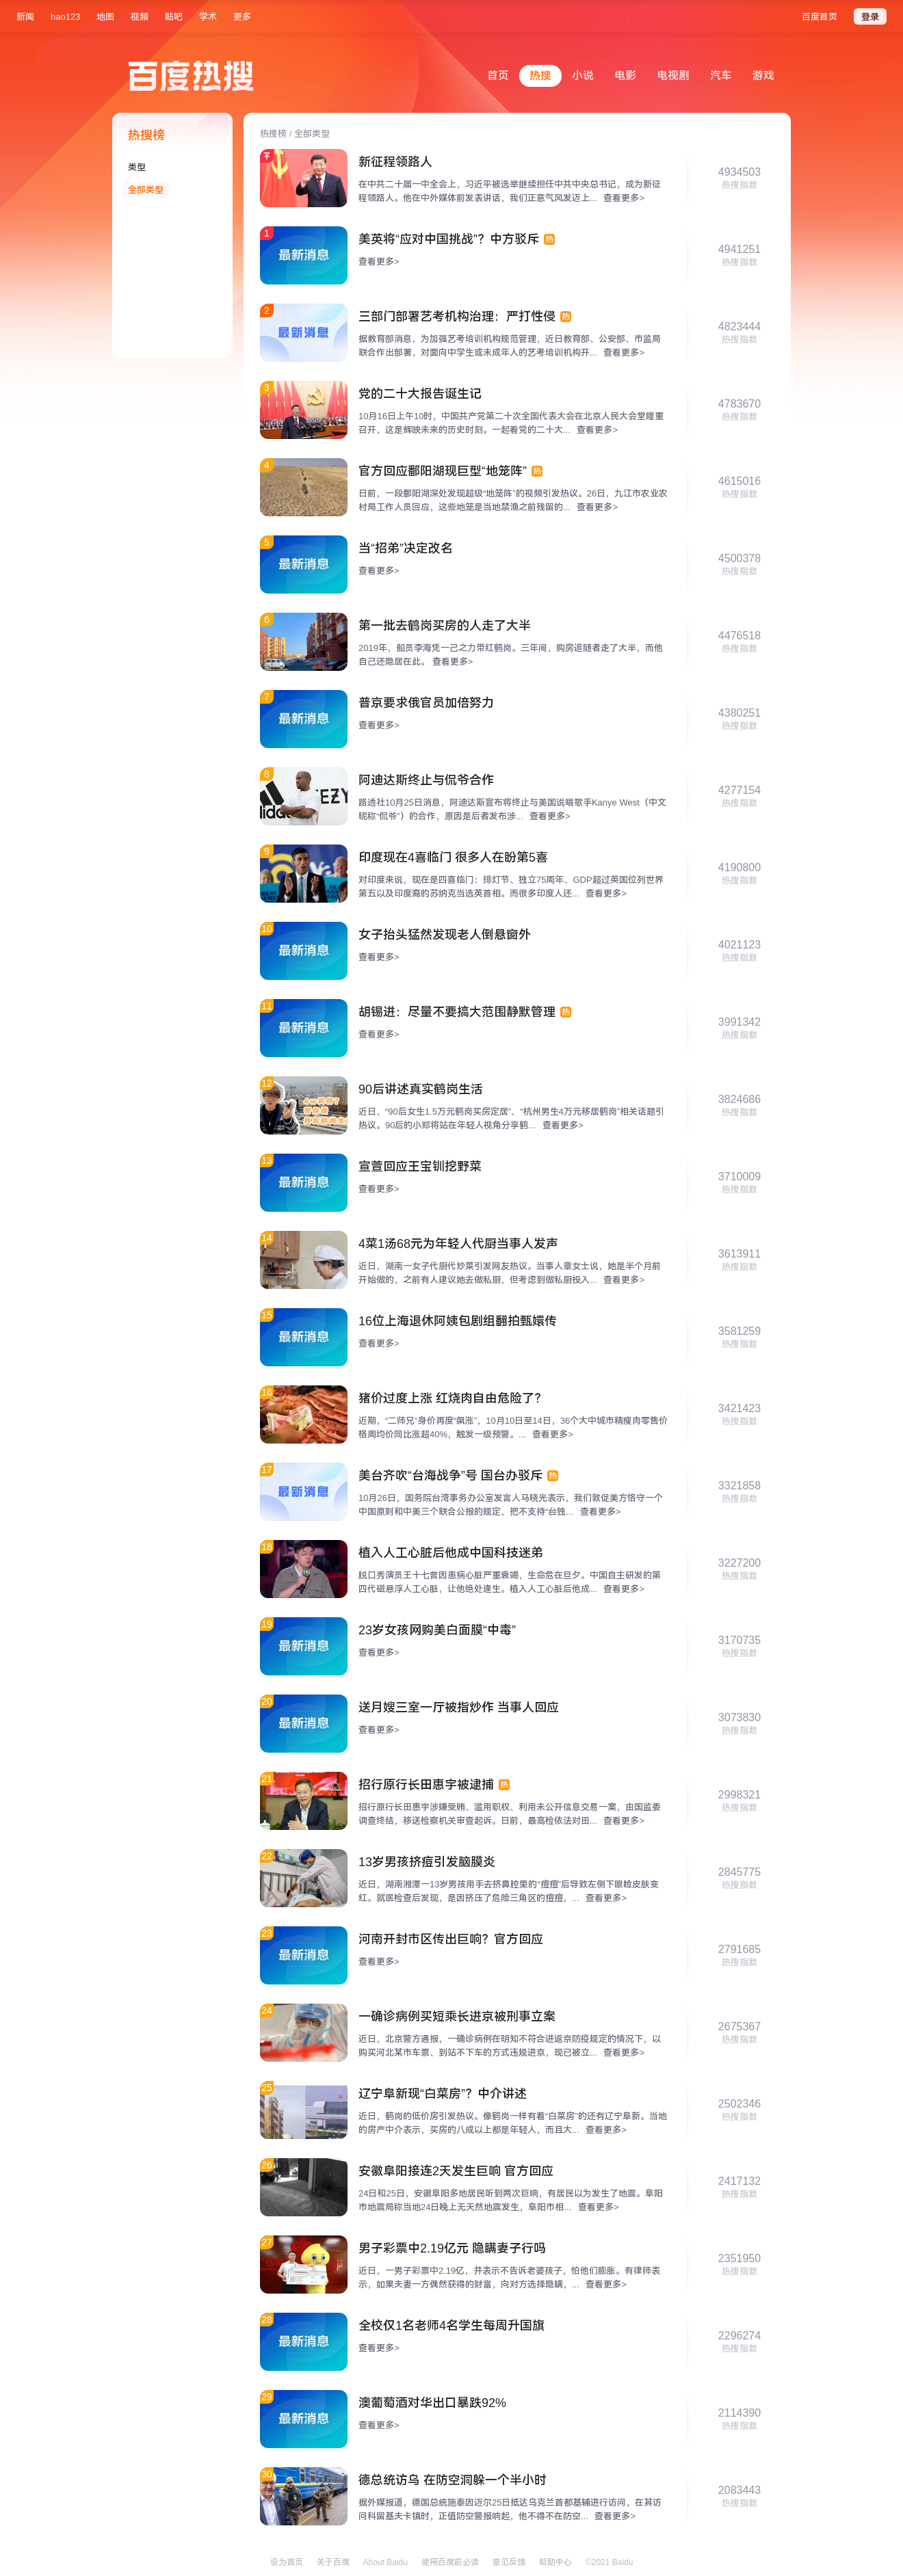 新闻 hao123 地图 视频 贴吧 学术 更多 百度首页 登录
百度热搜
首页 热搜 小说 电影 电视剧 汽车 游戏
热搜榜
类型
全部类型
热搜榜 / 全部类型
新征程领路人
在中共二十届一中全会上，习近平被选举继续担任中共中央总书记，成为新征
程领路人。他在中外媒体前发表讲话，我们正意气风发迈上... 查看更多>
4934503
热搜指数
1
最新消息
美英将“应对中国挑战”？中方驳斥 热
查看更多>
4941251
热搜指数
2
最新消息
三部门部署艺考机构治理：严打性侵 热
据教育部消息，为加强艺考培训机构规范管理，近日教育部、公安部、市监局
联合作出部署，对面向中学生或未成年人的艺考培训机构开... 查看更多>
4823444
热搜指数
3
党的二十大报告诞生记
10月16日上午10时，中国共产党第二十次全国代表大会在北京人民大会堂隆重
召开，这是辉映未来的历史时刻。一起看党的二十大... 查看更多>
4783670
热搜指数
4
官方回应鄱阳湖现巨型“地笼阵” 热
日前，一段鄱阳湖深处发现超级“地笼阵”的视频引发热议。26日，九江市农业农
村局工作人员回应，这些地笼是当地禁渔之前残留的... 查看更多>
4615016
热搜指数
5
最新消息
当“招弟”决定改名
查看更多>
4500378
热搜指数
6
第一批去鹤岗买房的人走了大半
2019年，船员李海凭一己之力带红鹤岗。三年间，购房追随者走了大半，而他
自己还隐居在此。 查看更多>
4476518
热搜指数
7
最新消息
普京要求俄官员加倍努力
查看更多>
4380251
热搜指数
8
阿迪达斯终止与侃爷合作
路透社10月25日消息，阿迪达斯宣布将终止与美国说唱歌手Kanye West（中文
昵称“侃爷”）的合作，原因是后者发布涉... 查看更多>
4277154
热搜指数
9
印度现在4喜临门 很多人在盼第5喜
对印度来说，现在是四喜临门：排灯节、独立75周年、GDP超过英国位列世界
第五以及印度裔的苏纳克当选英首相。而很多印度人还... 查看更多>
4190800
热搜指数
10
最新消息
女子抬头猛然发现老人倒悬窗外
查看更多>
4021123
热搜指数
11
最新消息
胡锡进：尽量不要搞大范围静默管理 热
查看更多>
3991342
热搜指数
12
90后讲述真实鹤岗生活
近日，“90后女生1.5万元鹤岗买房定居”、“杭州男生4万元移居鹤岗”相关话题引
热议。90后的小郑将站在年轻人视角分享鹤... 查看更多>
3824686
热搜指数
13
最新消息
宣萱回应王宝钏挖野菜
查看更多>
3710009
热搜指数
14
4菜1汤68元为年轻人代厨当事人发声
近日，湖南一女子代厨代炒菜引发网友热议。当事人章女士说，她是半个月前
开始做的，之前有人建议她去做私厨，但考虑到做私厨投入... 查看更多>
3613911
热搜指数
15
最新消息
16位上海退休阿姨包剧组翻拍甄嬛传
查看更多>
3581259
热搜指数
16
猪价过度上涨 红烧肉自由危险了？
近期，“二师兄”身价再度“飙涨”，10月10日至14日，36个大中城市精瘦肉零售价
格周均价同比涨超40%，触发一级预警。... 查看更多>
3421423
热搜指数
17
最新消息
美台齐吹“台海战争”号 国台办驳斥 热
10月26日，国务院台湾事务办公室发言人马晓光表示，我们敦促美方恪守一个
中国原则和中美三个联合公报的规定，把不支持“台独... 查看更多>
3321858
热搜指数
18
植入人工心脏后他成中国科技迷弟
脱口秀演员王十七曾因患病心脏严重衰竭，生命危在旦夕。中国自主研发的第
四代磁悬浮人工心脏，让他绝处逢生。植入人工心脏后他成... 查看更多>
3227200
热搜指数
19
最新消息
23岁女孩网购美白面膜“中毒”
查看更多>
3170735
热搜指数
20
最新消息
送月嫂三室一厅被指炒作 当事人回应
查看更多>
3073830
热搜指数
21
招行原行长田惠宇被逮捕 热
招行原行长田惠宇涉嫌受贿、滥用职权、利用未公开信息交易一案，由国监委
调查终结，移送检察机关审查起诉。日前，最高检依法对田... 查看更多>
2998321
热搜指数
22
13岁男孩挤痘引发脑膜炎
近日，湖南湘潭一13岁男孩用手去挤鼻腔里的“痘痘”后导致左侧下眼睑皮肤变
红。就医检查后发现，是因挤压了危险三角区的痘痘，... 查看更多>
2845775
热搜指数
23
最新消息
河南开封市区传出巨响？官方回应
查看更多>
2791685
热搜指数
24
一确诊病例买短乘长进京被刑事立案
近日，北京警方通报，一确诊病例在明知不符合进返京防疫规定的情况下，以
购买河北某市车票、到站不下车的方式违规进京，现已被立... 查看更多>
2675367
热搜指数
25
辽宁阜新现“白菜房”？中介讲述
近日，鹤岗的低价房引发热议。像鹤岗一样有着“白菜房”的还有辽宁阜新。当地
的房产中介表示，买房的八成以上都是年轻人，而且大... 查看更多>
2502346
热搜指数
26
安徽阜阳接连2天发生巨响 官方回应
24日和25日，安徽阜阳多地居民听到两次巨响，有居民以为发生了地震。阜阳
市地震局称当地24日晚上无天然地震发生，阜阳市相... 查看更多>
2417132
热搜指数
27
男子彩票中2.19亿元 隐瞒妻子行吗
近日，一男子彩票中2.19亿，并表示不告诉老婆孩子，怕他们膨胀。有律师表
示，如果夫妻一方偶然获得的财富，向对方选择隐瞒，... 查看更多>
2351950
热搜指数
28
最新消息
全校仅1名老师4名学生每周升国旗
查看更多>
2296274
热搜指数
29
最新消息
澳葡萄酒对华出口暴跌92%
查看更多>
2114390
热搜指数
30
德总统访乌 在防空洞躲一个半小时
据外媒报道，德国总统施泰因迈尔25日抵达乌克兰首都基辅进行访问，在其访
问科留基夫卡镇时，正值防空警报响起，他不得不在防空... 查看更多>
2083443
热搜指数
设为首页 关于百度 About Baidu 使用百度前必读 意见反馈 帮助中心 ©2021 Baidu